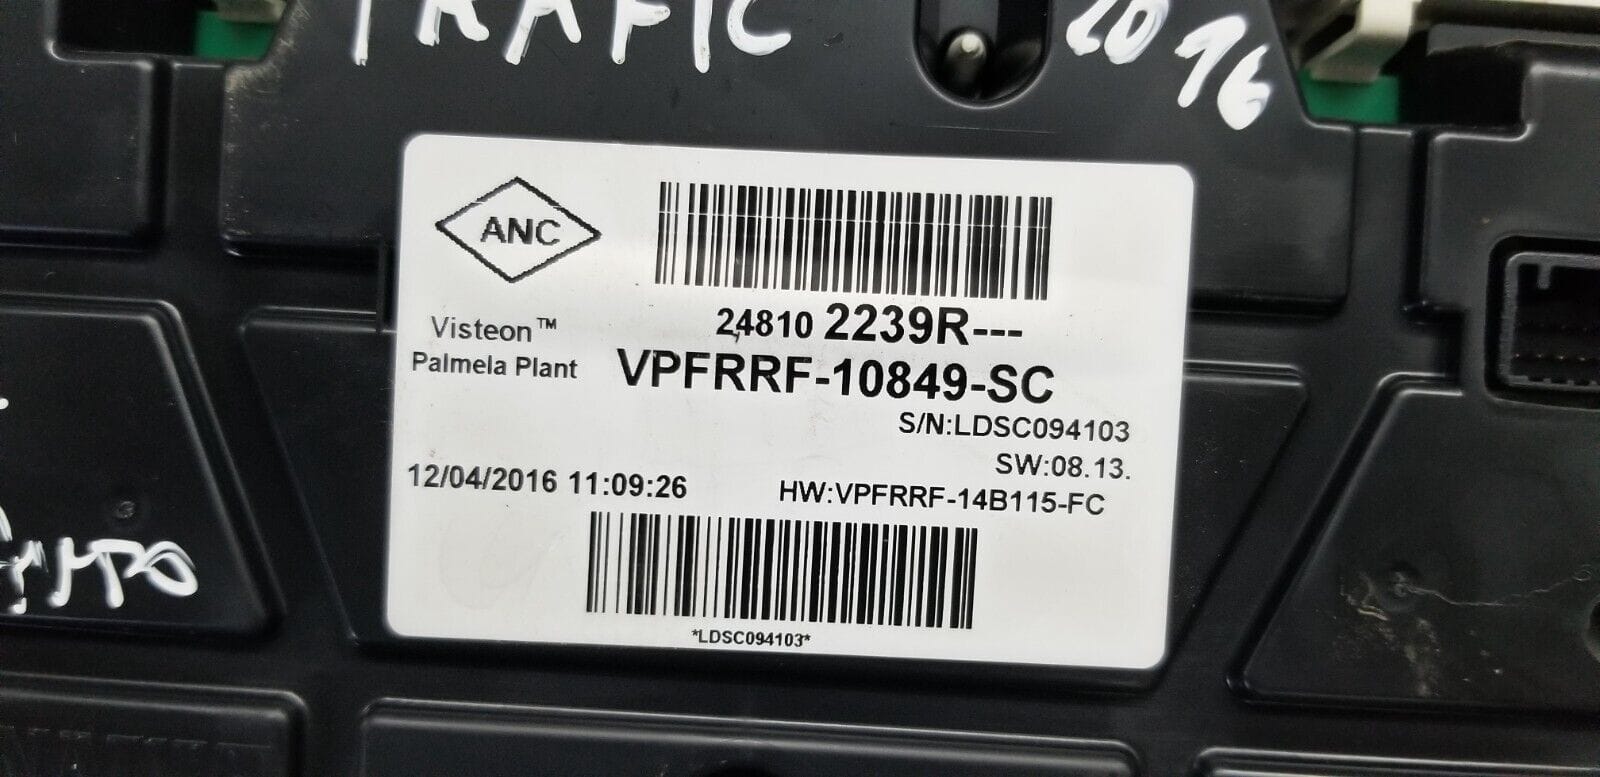 TRAFIC 2016
ANC
Visteon™
Palmela Plant
24810 2239R---
VPFRRF-10849-SC
S/N:LDSC094103
SW:08.13.
12/04/2016 11:09:26
HW:VPFRRF-14B115-FC
*LDSC094103*